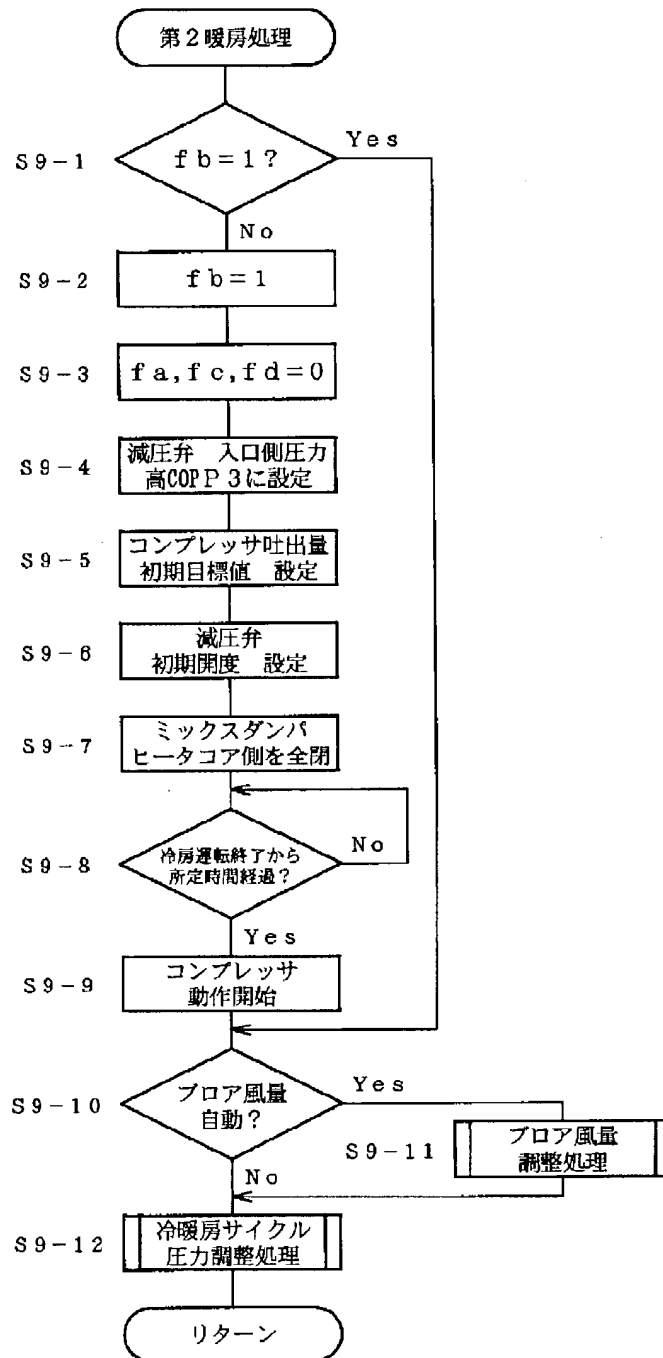 第2暖房処理
Yes
S9-1
fb=1?
No
S9-2
fb=1
S9-3
fa,fc,fd=0
S9-4
減圧弁 入口側圧力
高COPP3に設定
S9-5
コンプレッサ吐出量
初期目標値 設定
S9-6
減圧弁
初期開度 設定
S9-7
ミックスダンパ
ヒータコア側を全閉
S9-8
冷房運転終了から
所定時間経過?
No
Yes
S9-9
コンプレッサ
動作開始
S9-10
ブロア風量
自動?
Yes
No
S9-11
ブロア風量
調整処理
S9-12
冷暖房サイクル
圧力調整処理
リターン